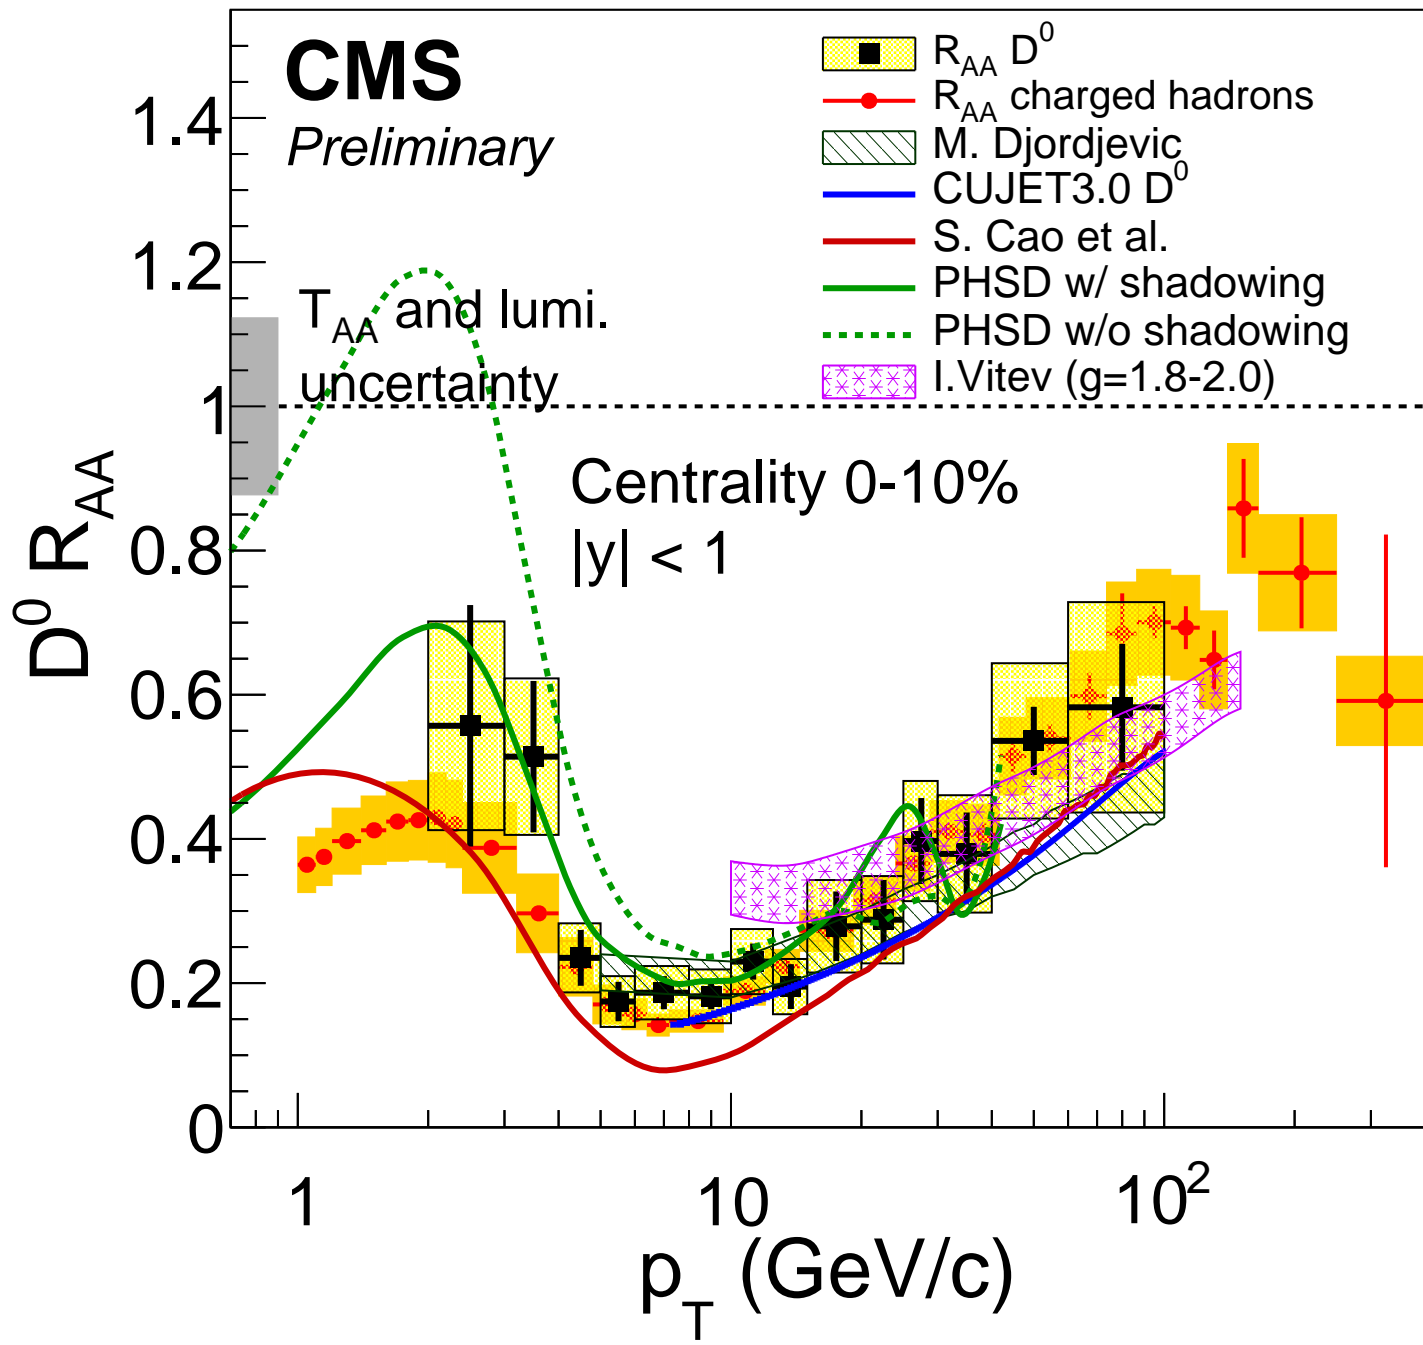 CMS
Preliminary
R_AA D^0
R_AA charged hadrons
M. Djordjevic
CUJET3.0 D^0
S. Cao et al.
PHSD w/ shadowing
PHSD w/o shadowing
I.Vitev (g=1.8-2.0)
T_AA and lumi.
uncertainty
Centrality 0-10%
|y| < 1
D^0 R_AA
1.4
1.2
1
0.8
0.6
0.4
0.2
0
1
10
10^2
p_T (GeV/c)